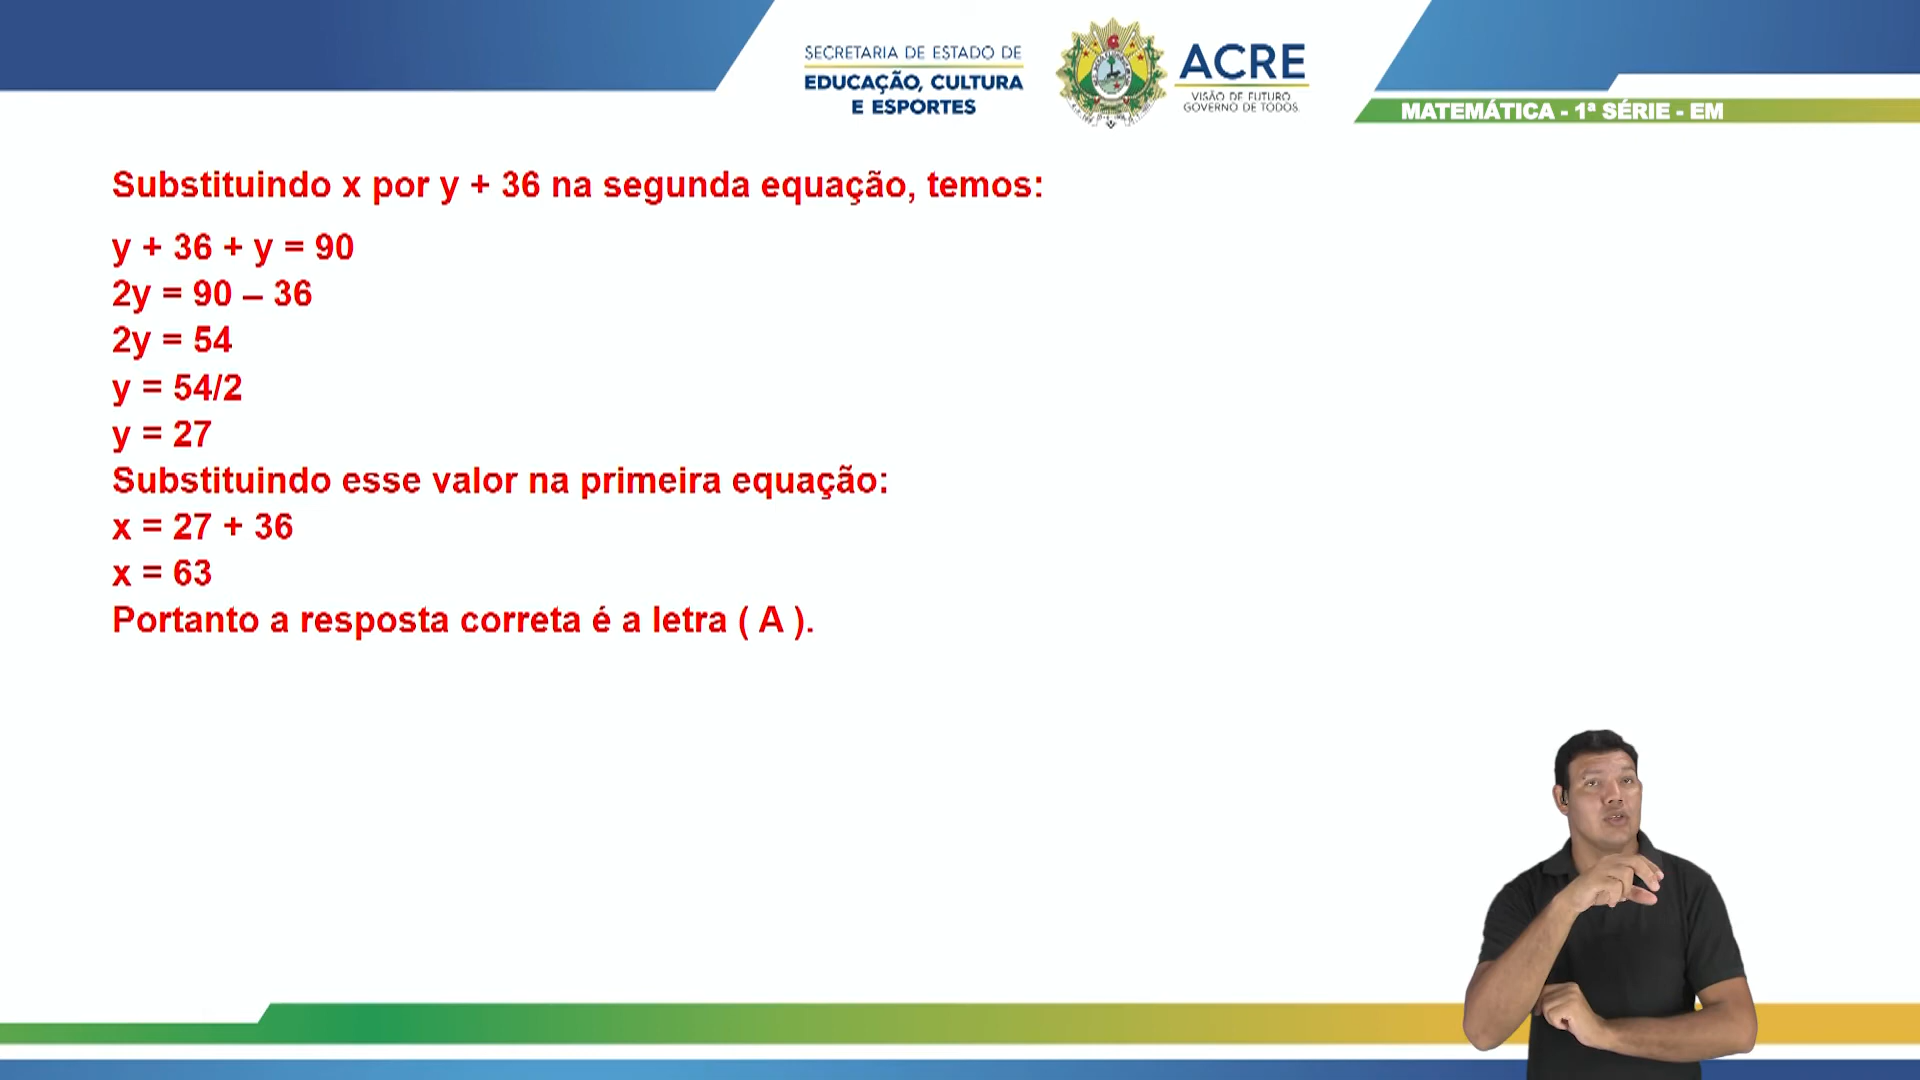 SECRETARIA DE ESTADO DE
EDUCAÇÃO, CULTURA
E ESPORTES
ACRE
VISÃO DE FUTURO
GOVERNO DE TODOS
MATEMÁTICA - 1ª SÉRIE - EM
Substituindo x por y + 36 na segunda equação, temos:
y + 36 + y = 90
2y = 90 – 36
2y = 54
y = 54/2
y = 27
Substituindo esse valor na primeira equação:
x = 27 + 36
x = 63
Portanto a resposta correta é a letra ( A ).